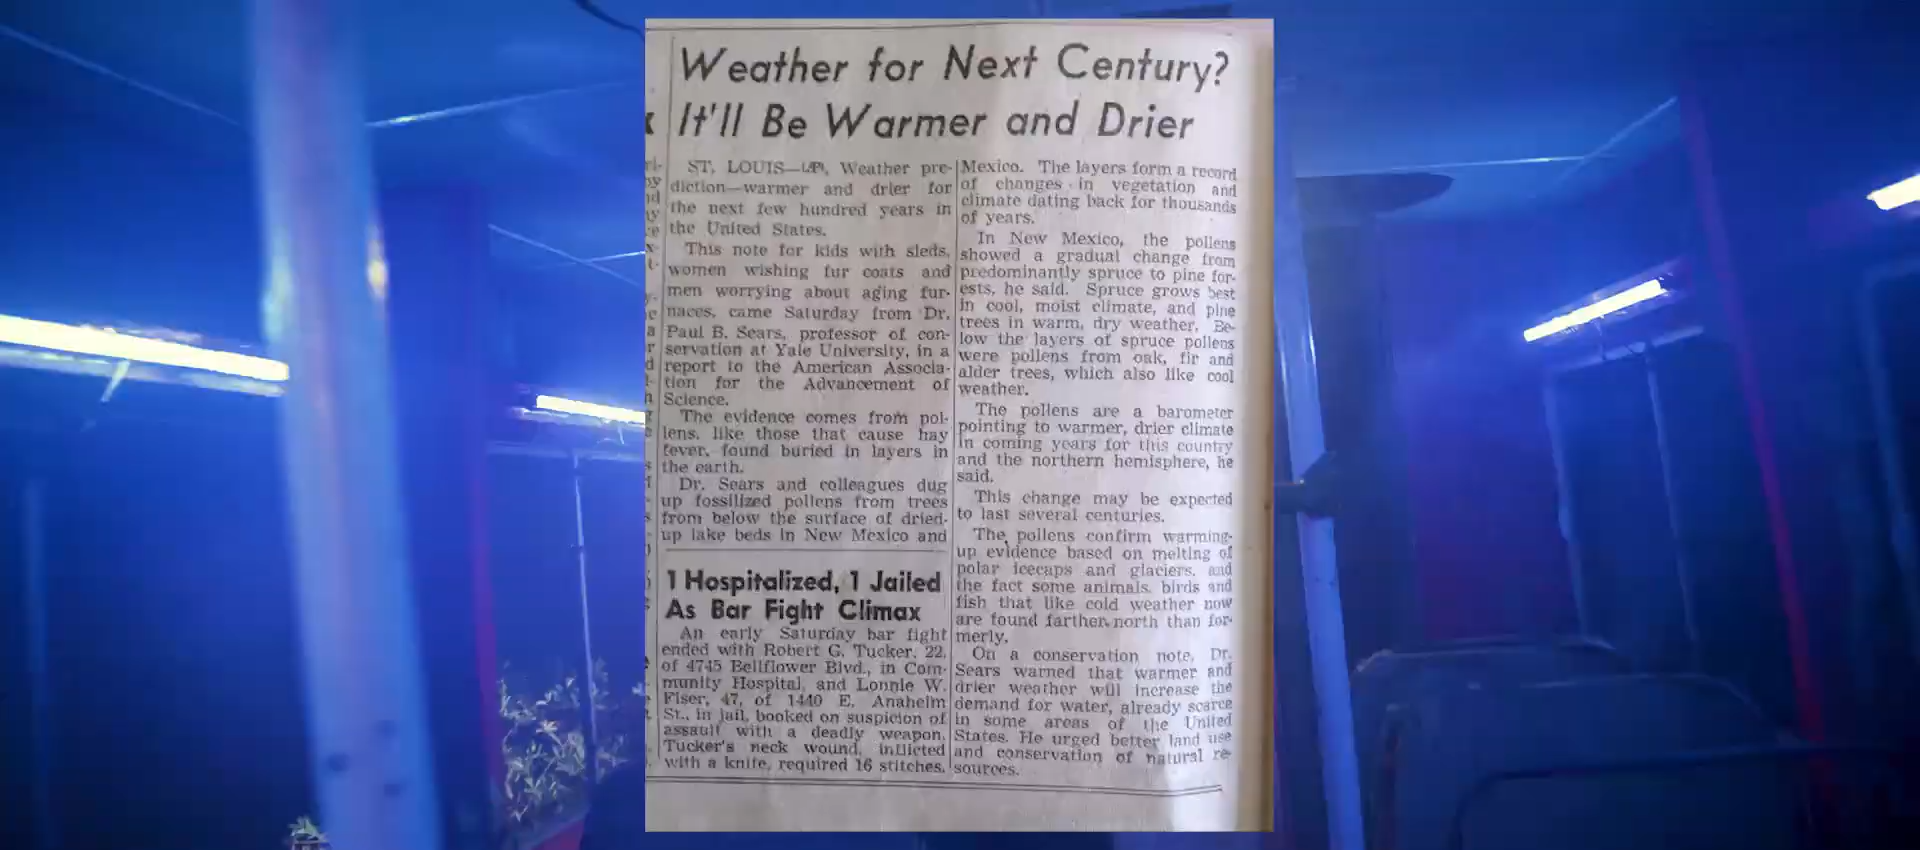 Weather for Next Century?
It'll Be Warmer and Drier
ST. LOUIS—(UP). Weather pre-
diction—warmer and drier for
the next few hundred years in
the United States.
This note for kids with sleds,
women wishing fur coats and
men worrying about aging fur-
naces, came Saturday from Dr.
Paul B. Sears, professor of con-
servation at Yale University, in a
report to the American Associa-
tion for the Advancement of
Science.
The evidence comes from pol-
lens, like those that cause hay
fever, found buried in layers in
the earth.
Dr. Sears and colleagues dug
up fossilized pollens from trees
from below the surface of dried-
up lake beds in New Mexico and
Mexico. The layers form a record
of changes in vegetation and
climate dating back for thousands
of years.
In New Mexico, the pollens
showed a gradual change from
predominantly spruce to pine for-
ests, he said. Spruce grows best
in cool, moist climate, and pine
trees in warm, dry weather. Be-
low the layers of spruce pollens
were pollens from oak, fir and
alder trees, which also like cool
weather.
The pollens are a barometer
pointing to warmer, drier climate
in coming years for this country
and the northern hemisphere, he
said.
This change may be expected
to last several centuries.
The pollens confirm warming-
up evidence based on melting of
polar icecaps and glaciers, and
the fact some animals, birds and
fish that like cold weather now
are found farther north than for-
merly.
On a conservation note, Dr.
Sears warned that warmer and
drier weather will increase the
demand for water, already scarce
in some areas of the United
States. He urged better land use
and conservation of natural re-
sources.
1 Hospitalized, 1 Jailed
As Bar Fight Climax
An early Saturday bar fight
ended with Robert G. Tucker, 22,
of 4745 Bellflower Blvd., in Com-
munity Hospital, and Lonnie W.
Fiser, 47, of 1440 E. Anaheim
St., in jail, booked on suspicion of
assault with a deadly weapon.
Tucker's neck wound, inflicted
with a knife, required 16 stitches.